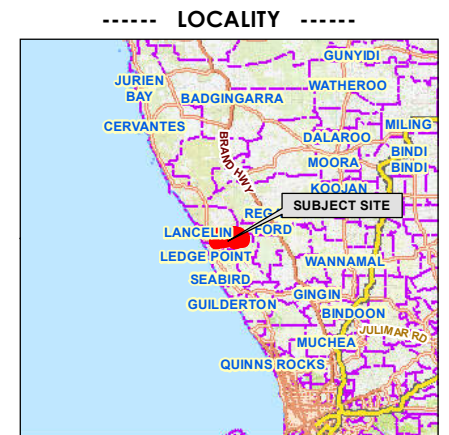 ------ LOCALITY ------
GUNYIDI
JURIEN
BAY
WATHEROO
BADGINGARRA
CERVANTES
MILING
DALAROO
BRAND HWY
BINDI
BINDI
MOORA
KOOJAN
SUBJECT SITE
FORD
LANCELIN
LEDGE POINT
WANNAMAL
SEABIRD
GINGIN
GUILDERTON
BINDOON
JULIMAR RD
MUCHEA
QUINNS ROCKS